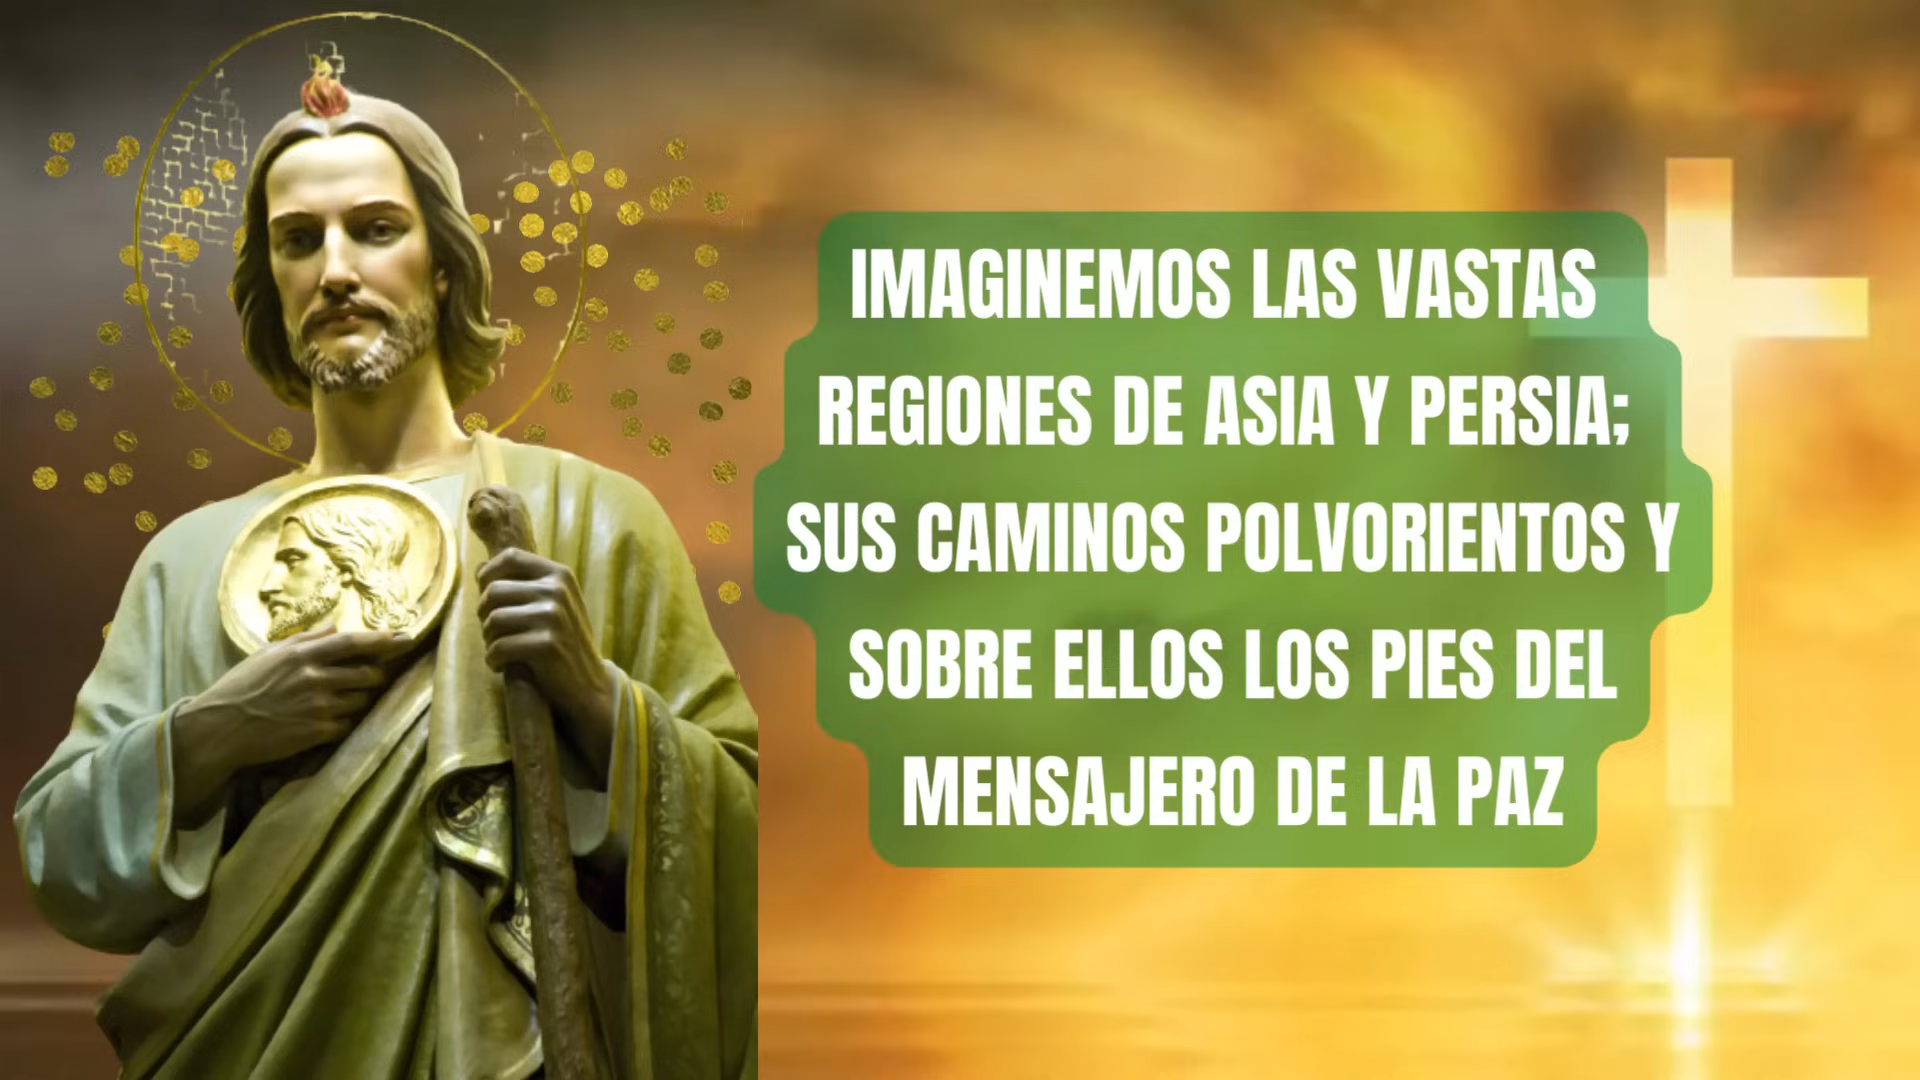 IMAGINEMOS LAS VASTAS
REGIONES DE ASIA Y PERSIA;
SUS CAMINOS POLVORIENTOS Y
SOBRE ELLOS LOS PIES DEL
MENSAJERO DE LA PAZ